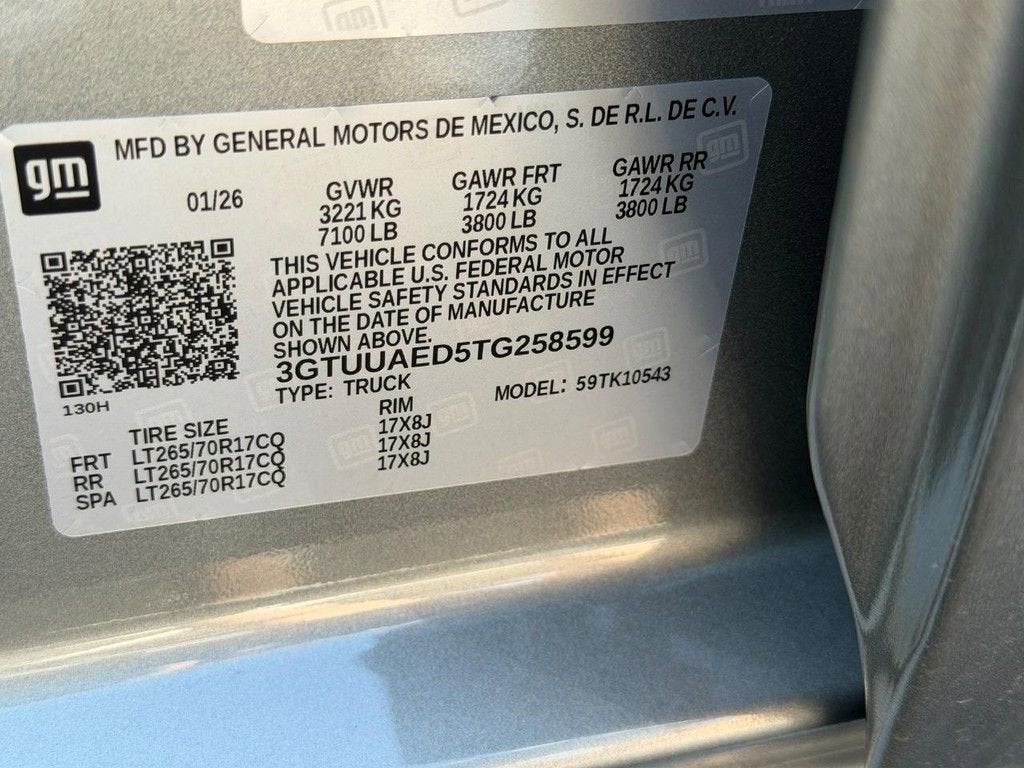 MFD BY GENERAL MOTORS DE MEXICO, S. DE R.L. DE C.V.
gm
01/26
GVWR
3221 KG
7100 LB
GAWR FRT
1724 KG
3800 LB
GAWR RR
1724 KG
3800 LB
THIS VEHICLE CONFORMS TO ALL
APPLICABLE U.S. FEDERAL MOTOR
VEHICLE SAFETY STANDARDS IN EFFECT
ON THE DATE OF MANUFACTURE
SHOWN ABOVE.
3GTUUAED5TG258599
TYPE: TRUCK
MODEL: 59TK10543
130H
TIRE SIZE
RIM
FRT LT265/70R17CQ 17X8J
RR LT265/70R17CQ 17X8J
SPA LT265/70R17CQ 17X8J